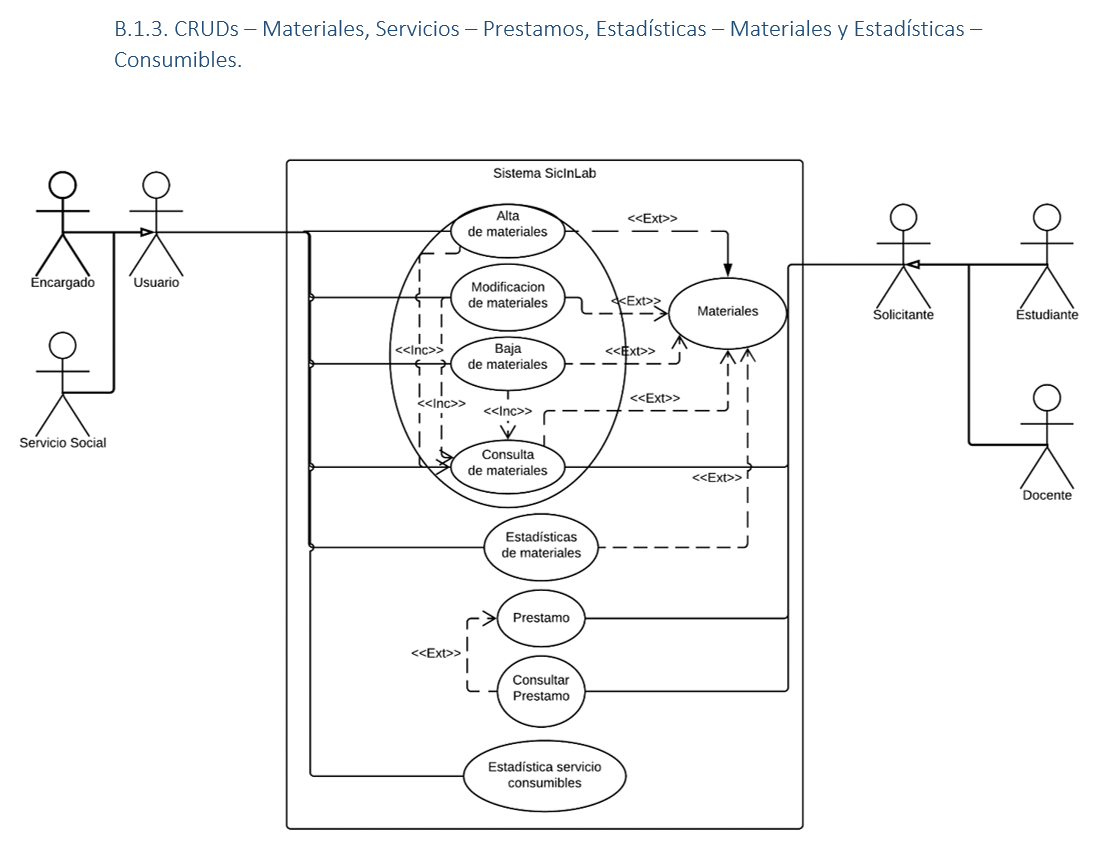 B.1.3. CRUDs – Materiales, Servicios – Prestamos, Estadísticas – Materiales y Estadísticas –
Consumibles.
Sistema SicInLab
Alta
de materiales
<<Ext>>
Modificacion
de materiales
<<Ext>>
Materiales
Baja
de materiales
<<Inc>>
<<Ext>>
<<Inc>>
<<Inc>>
<<Ext>>
Consulta
de materiales
<<Ext>>
Estadísticas
de materiales
Prestamo
<<Ext>>
Consultar
Prestamo
Estadística servicio
consumibles
Encargado
Usuario
Servicio Social
Solicitante
Estudiante
Docente